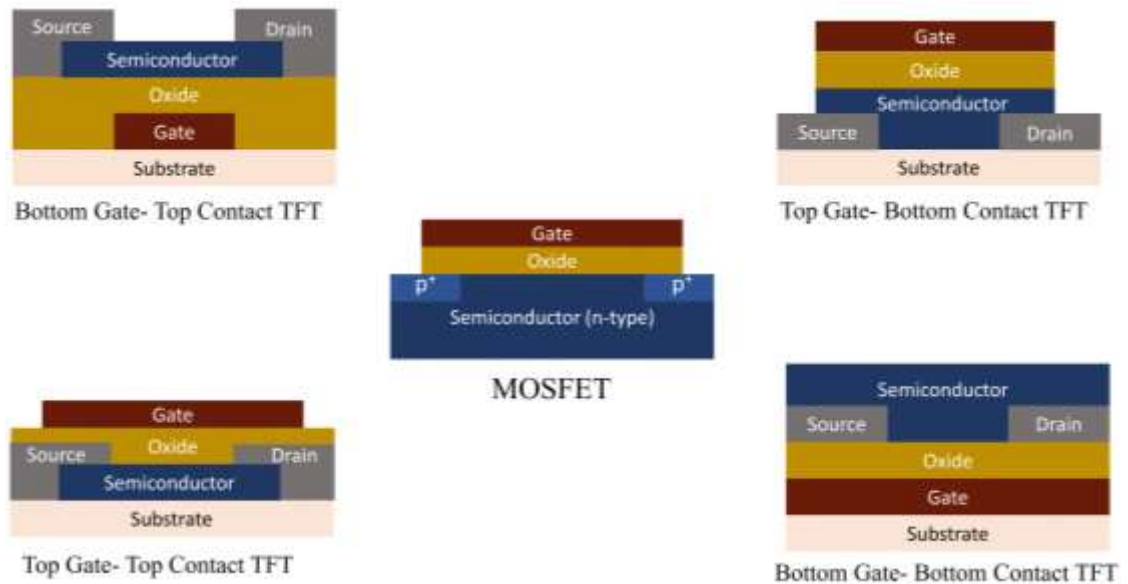 Source
Drain
Semiconductor
Oxide
Gate
Substrate
Bottom Gate- Top Contact TFT
Gate
Oxide
Semiconductor
Source
Drain
Substrate
Top Gate- Bottom Contact TFT
Gate
Oxide
p⁺
p⁺
Semiconductor (n-type)
MOSFET
Gate
Source
Oxide
Drain
Semiconductor
Substrate
Top Gate- Top Contact TFT
Semiconductor
Source
Drain
Oxide
Gate
Substrate
Bottom Gate- Bottom Contact TFT